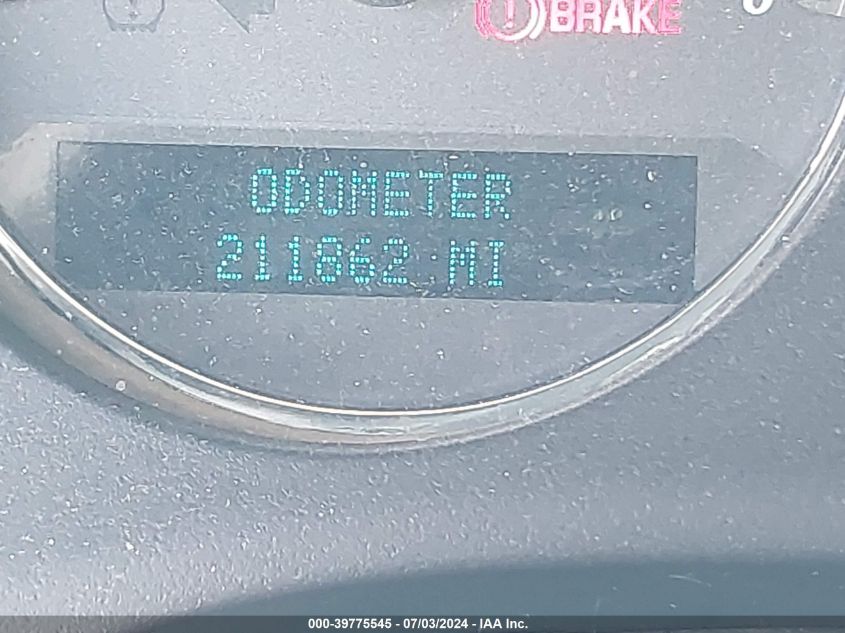 BRAKE
ODOMETER
211862 MI
000-39775545 - 07/03/2024 - IAA Inc.